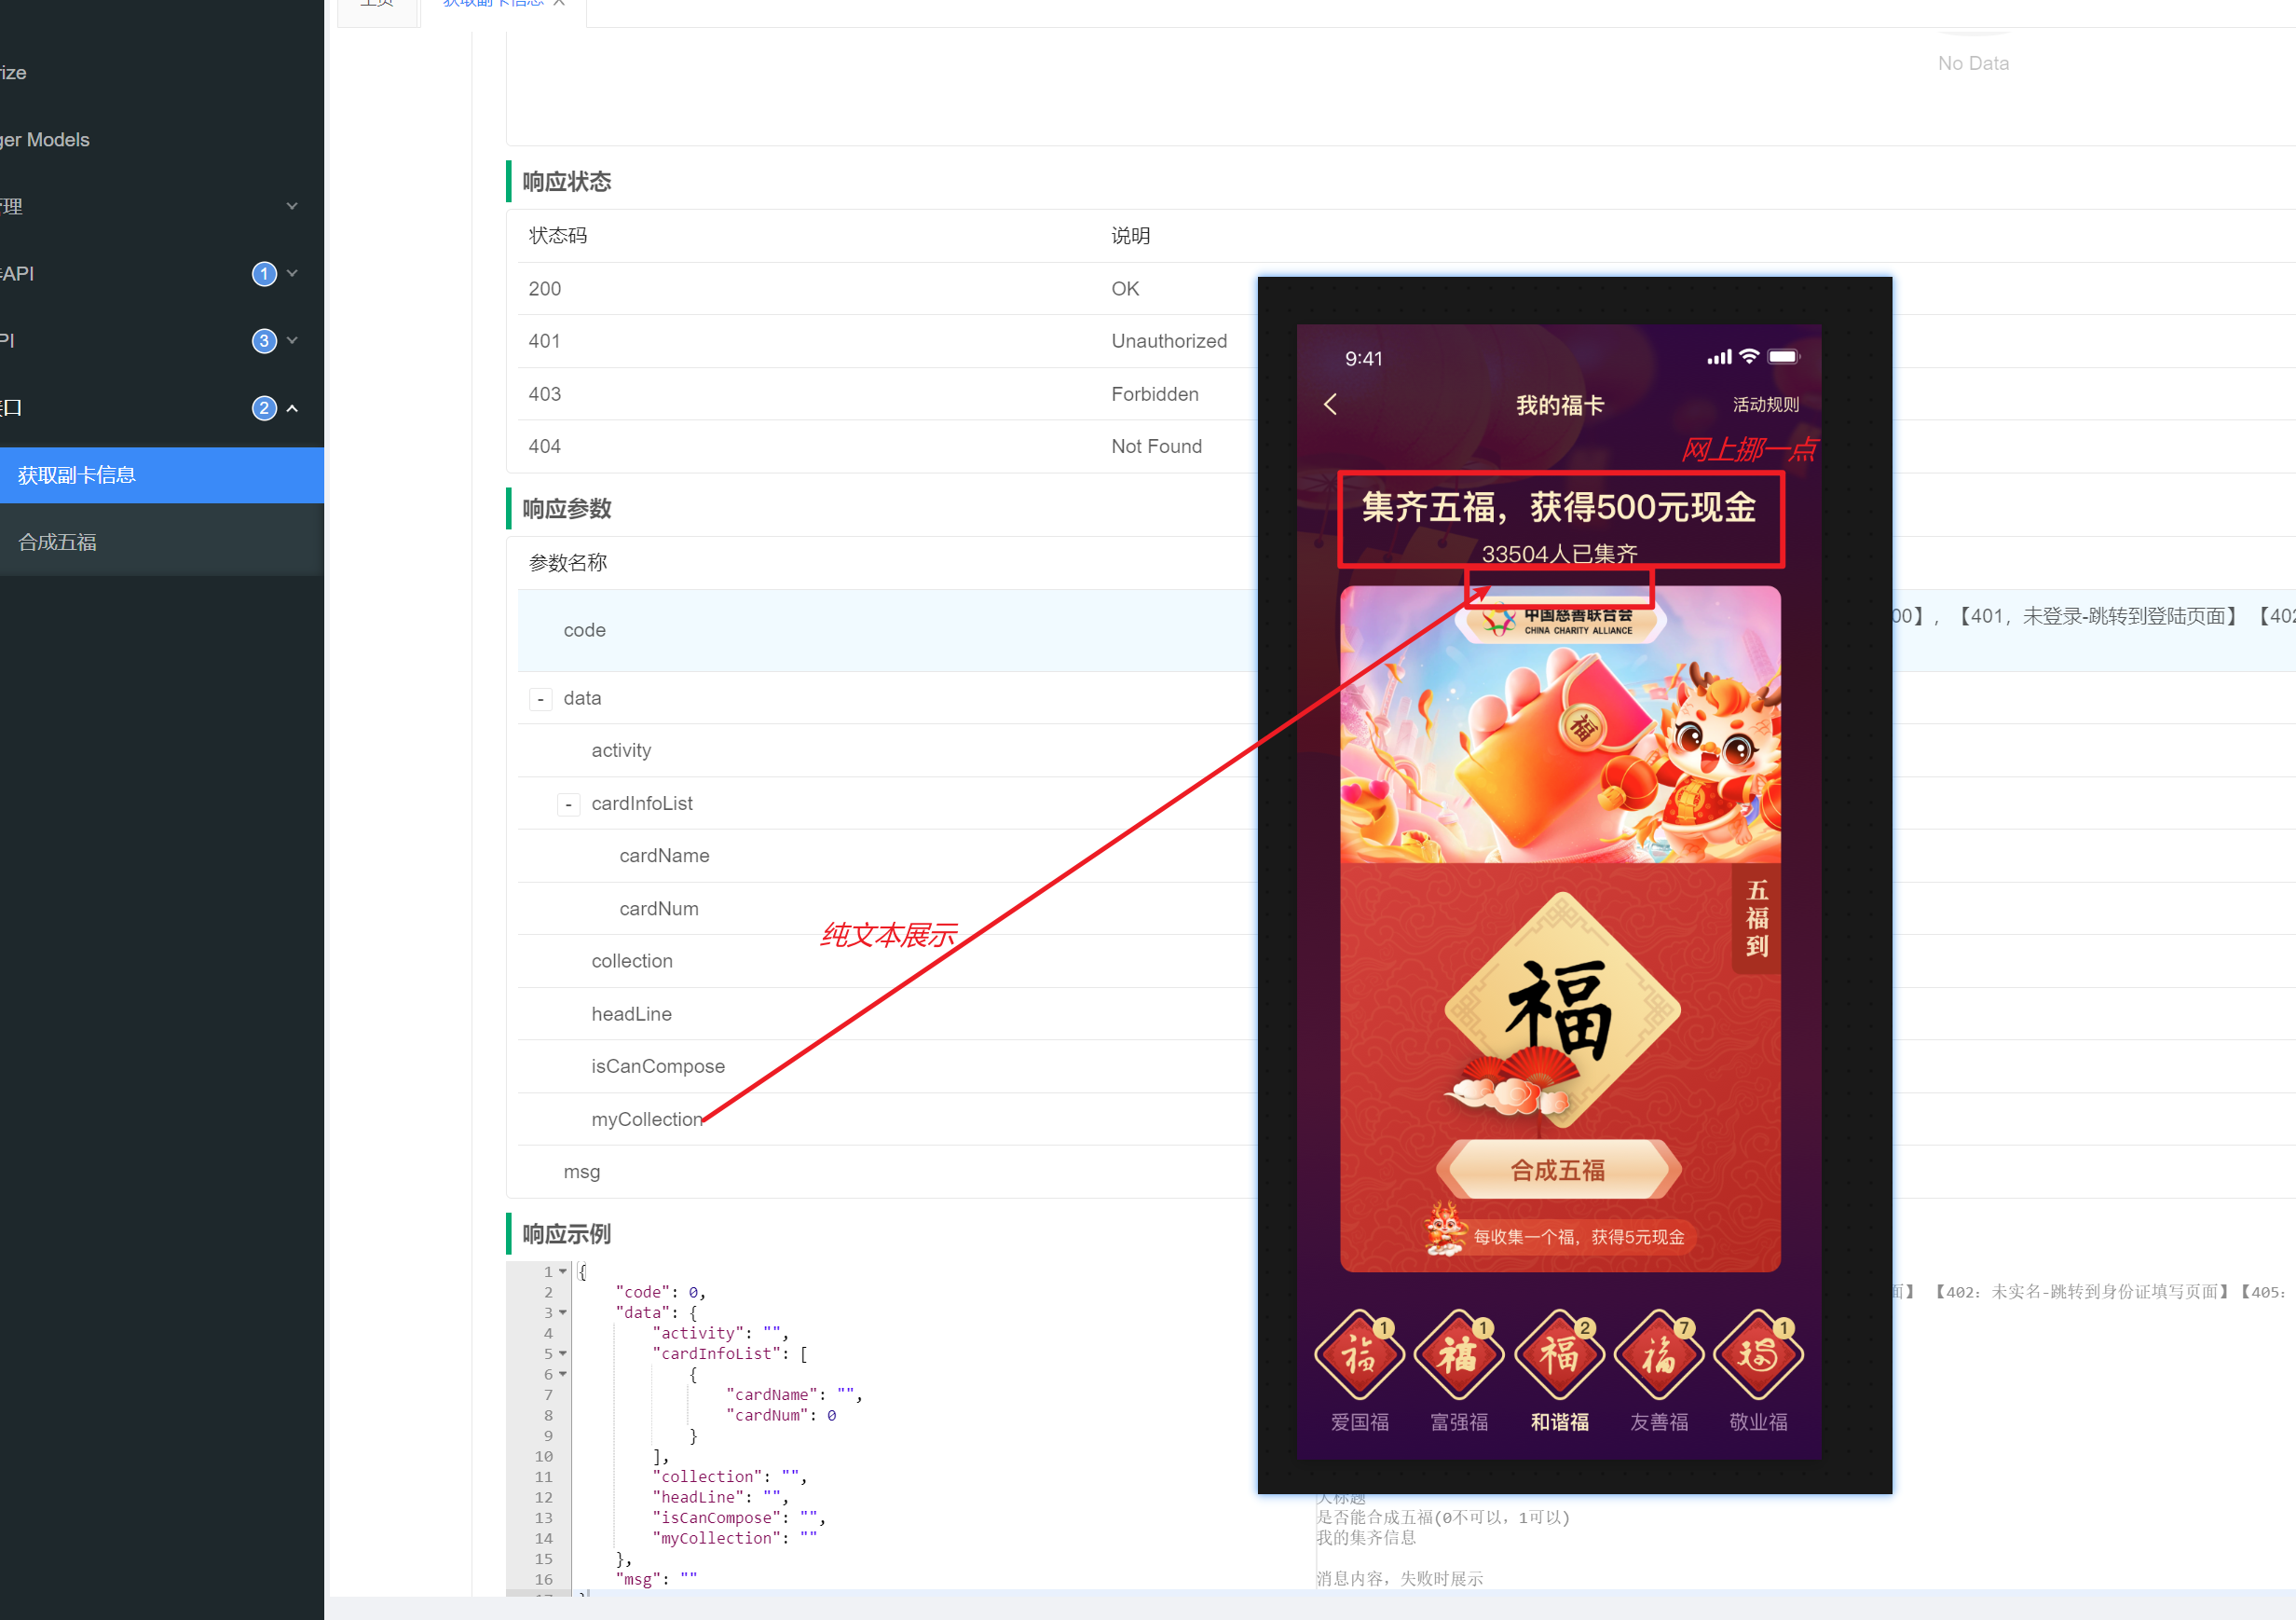 主页
获取副卡信息
No Data
rize
ger Models
管理
API
1
PI
3
接口
2
获取副卡信息
合成五福
响应状态
状态码 说明
200 OK
401 Unauthorized
403 Forbidden
404 Not Found
响应参数
参数名称
code
00】,【401,未登录-跳转到登陆页面】【402
- data
activity
- cardInfoList
cardName
cardNum
collection
headLine
isCanCompose
myCollection
msg
纯文本展示
9:41
我的福卡
活动规则
网上挪一点
集齐五福，获得500元现金
33504人已集齐
中国慈善联合会
CHINA CHARITY ALLIANCE
福
五福到
福
合成五福
每收集一个福，获得5元现金
福 1 福 1 福 2 福 7 福 1
爱国福 富强福 和谐福 友善福 敬业福
响应示例
1 {
2 "code": 0,
面】【402: 未实名-跳转到身份证填写页面】【405:
3 "data": {
4 "activity": "",
5 "cardInfoList": [
6 {
7 "cardName": "",
8 "cardNum": 0
9 }
10 ],
11 "collection": "",
12 "headLine": "",
大标题
13 "isCanCompose": "",
是否能合成五福(0不可以，1可以)
14 "myCollection": ""
我的集齐信息
15 },
16 "msg": ""
消息内容，失败时展示
17 }